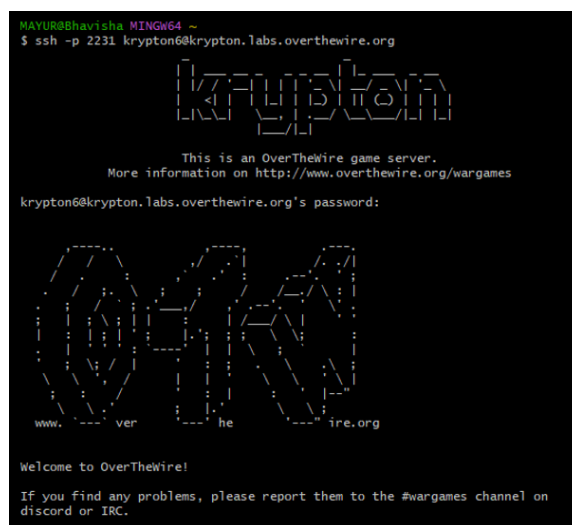 MAYUR@Bhavisha MINGW64 ~
$ ssh -p 2231 krypton6@krypton.labs.overthewire.org
krypton
This is an OverTheWire game server.
More information on http://www.overthewire.org/wargames
krypton6@krypton.labs.overthewire.org's password:
www. ver he ire.org
Welcome to OverTheWire!
If you find any problems, please report them to the #wargames channel on
discord or IRC.